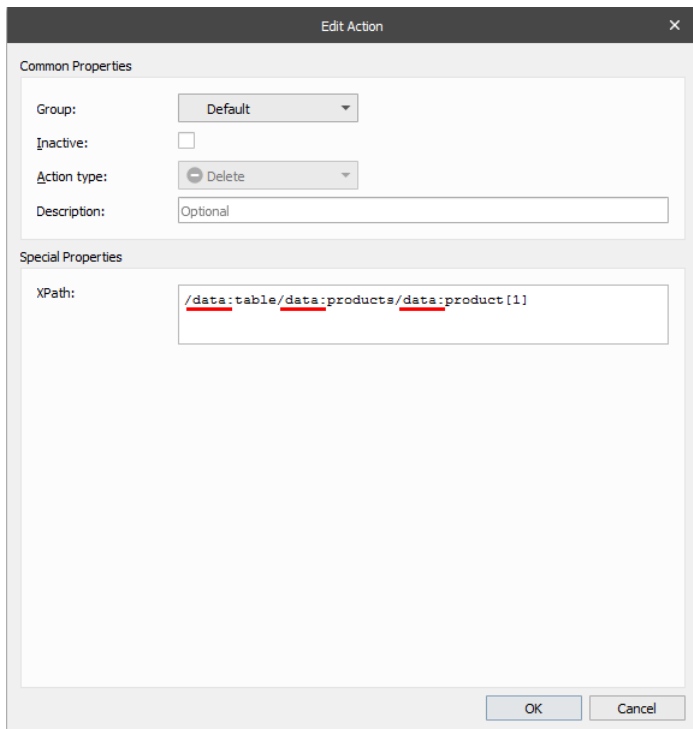 Edit Action
Common Properties
Group: Default
Inactive:
Action type: Delete
Description: Optional
Special Properties
XPath: /data:table/data:products/data:product[1]
OK Cancel